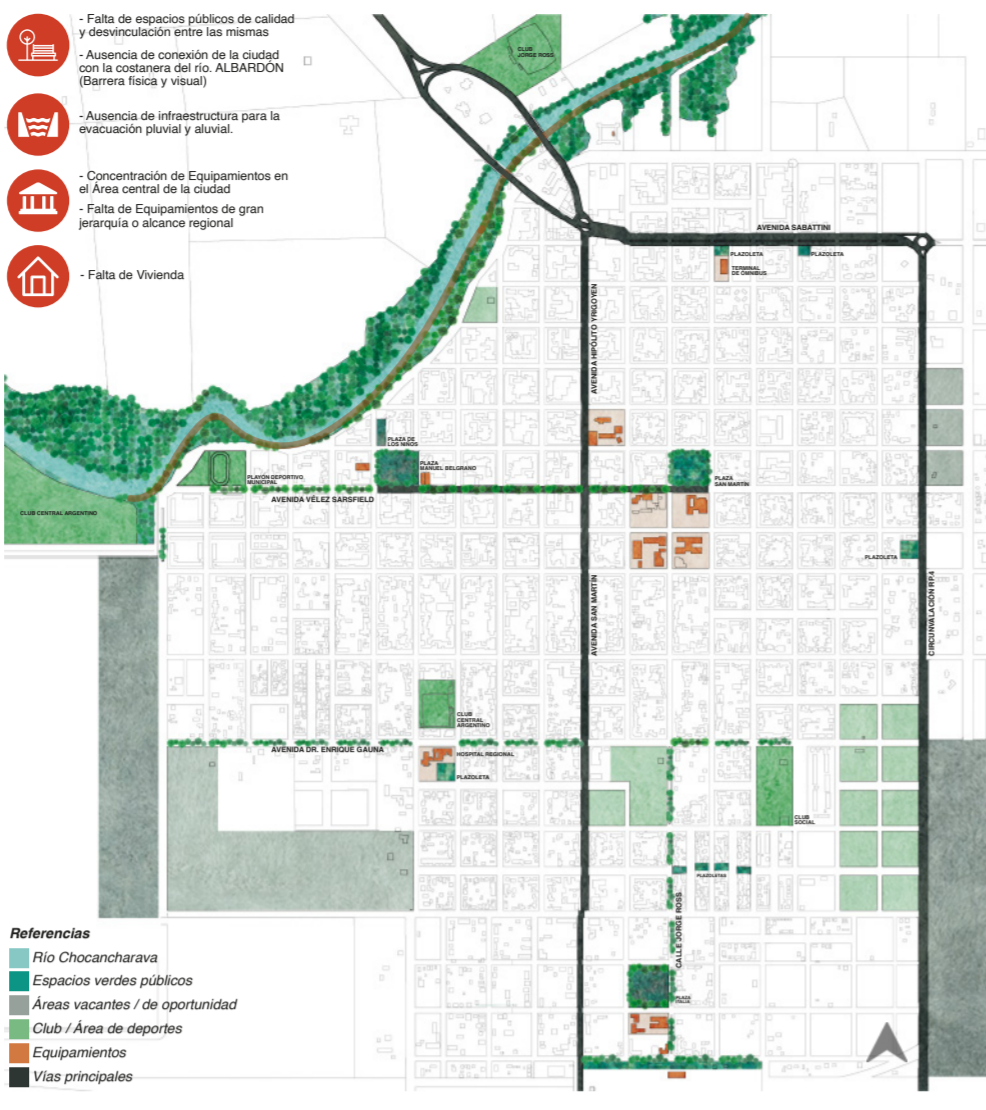 - Falta de espacios públicos de calidad
y desvinculación entre las mismas
- Ausencia de conexión de la ciudad
con la costanera del río. ALBARDÓN
(Barrera física y visual)
- Ausencia de infraestructura para la
evacuación pluvial y aluvial.
- Concentración de Equipamientos en
el Área central de la ciudad
- Falta de Equipamientos de gran
jerarquía o alcance regional
- Falta de Vivienda
CLUB
JORGE ROSS
AVENIDA SABATTINI
PLAZOLETA
PLAZOLETA
TERMINAL
DE ÓMNIBUS
AVENIDA HIPÓLITO YRIGOYEN
PLAZA DE
LOS NIÑOS
PLAZA
MANUEL BELGRANO
PLAYÓN DEPORTIVO
MUNICIPAL
PLAZA
SAN MARTÍN
AVENIDA VÉLEZ SARSFIELD
CLUB CENTRAL ARGENTINO
PLAZOLETA
AVENIDA SAN MARTÍN
CIRCUNVALACIÓN RP.4
CLUB
CENTRAL
ARGENTINO
AVENIDA DR. ENRIQUE GAUNA
HOSPITAL REGIONAL
PLAZOLETA
CLUB
SOCIAL
PLAZOLETAS
CALLE JORGE ROSS
PLAZA
ITALIA
Referencias
Río Chocancharava
Espacios verdes públicos
Áreas vacantes / de oportunidad
Club / Área de deportes
Equipamientos
Vías principales